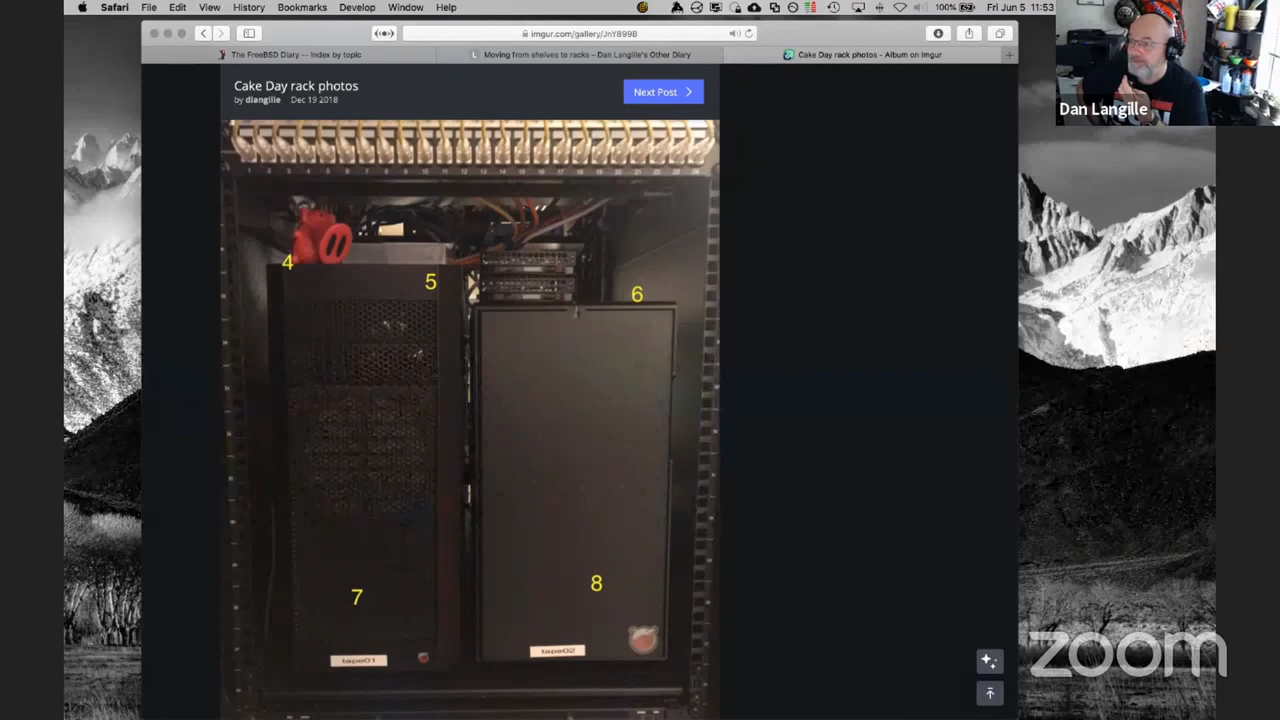 Safari File Edit View History Bookmarks Develop Window Help 100% Fri Jun 5 11:53
imgur.com/gallery/JnY899B
The FreeBSD Diary -- Index by topic
Moving from shelves to racks – Dan Langille's Other Diary
Cake Day rack photos - Album on Imgur
Cake Day rack photos
by dlangille Dec 19 2018
Next Post
Dan Langille
4
5
6
7
8
tape01
tape02
zoom